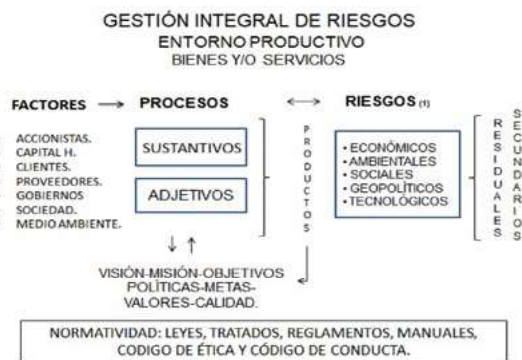 GESTIÓN INTEGRAL DE RIESGOS
ENTORNO PRODUCTIVO
BIENES Y/O SERVICIOS
FACTORES
PROCESOS
RIESGOS (1)
ACCIONISTAS.
CAPITAL H.
CLIENTES.
PROVEEDORES.
GOBIERNOS
SOCIEDAD.
MEDIO AMBIENTE.
SUSTANTIVOS
ADJETIVOS
PRODUCTOS
• ECONÓMICOS
• AMBIENTALES
• SOCIALES
• GEOPOLÍTICOS
• TECNOLÓGICOS
RESIDUALES
SECUNDARIOS
VISIÓN-MISIÓN-OBJETIVOS
POLÍTICAS-METAS-
VALORES-CALIDAD.
NORMATIVIDAD: LEYES, TRATADOS, REGLAMENTOS, MANUALES,
CODIGO DE ÉTICA Y CÓDIGO DE CONDUCTA.